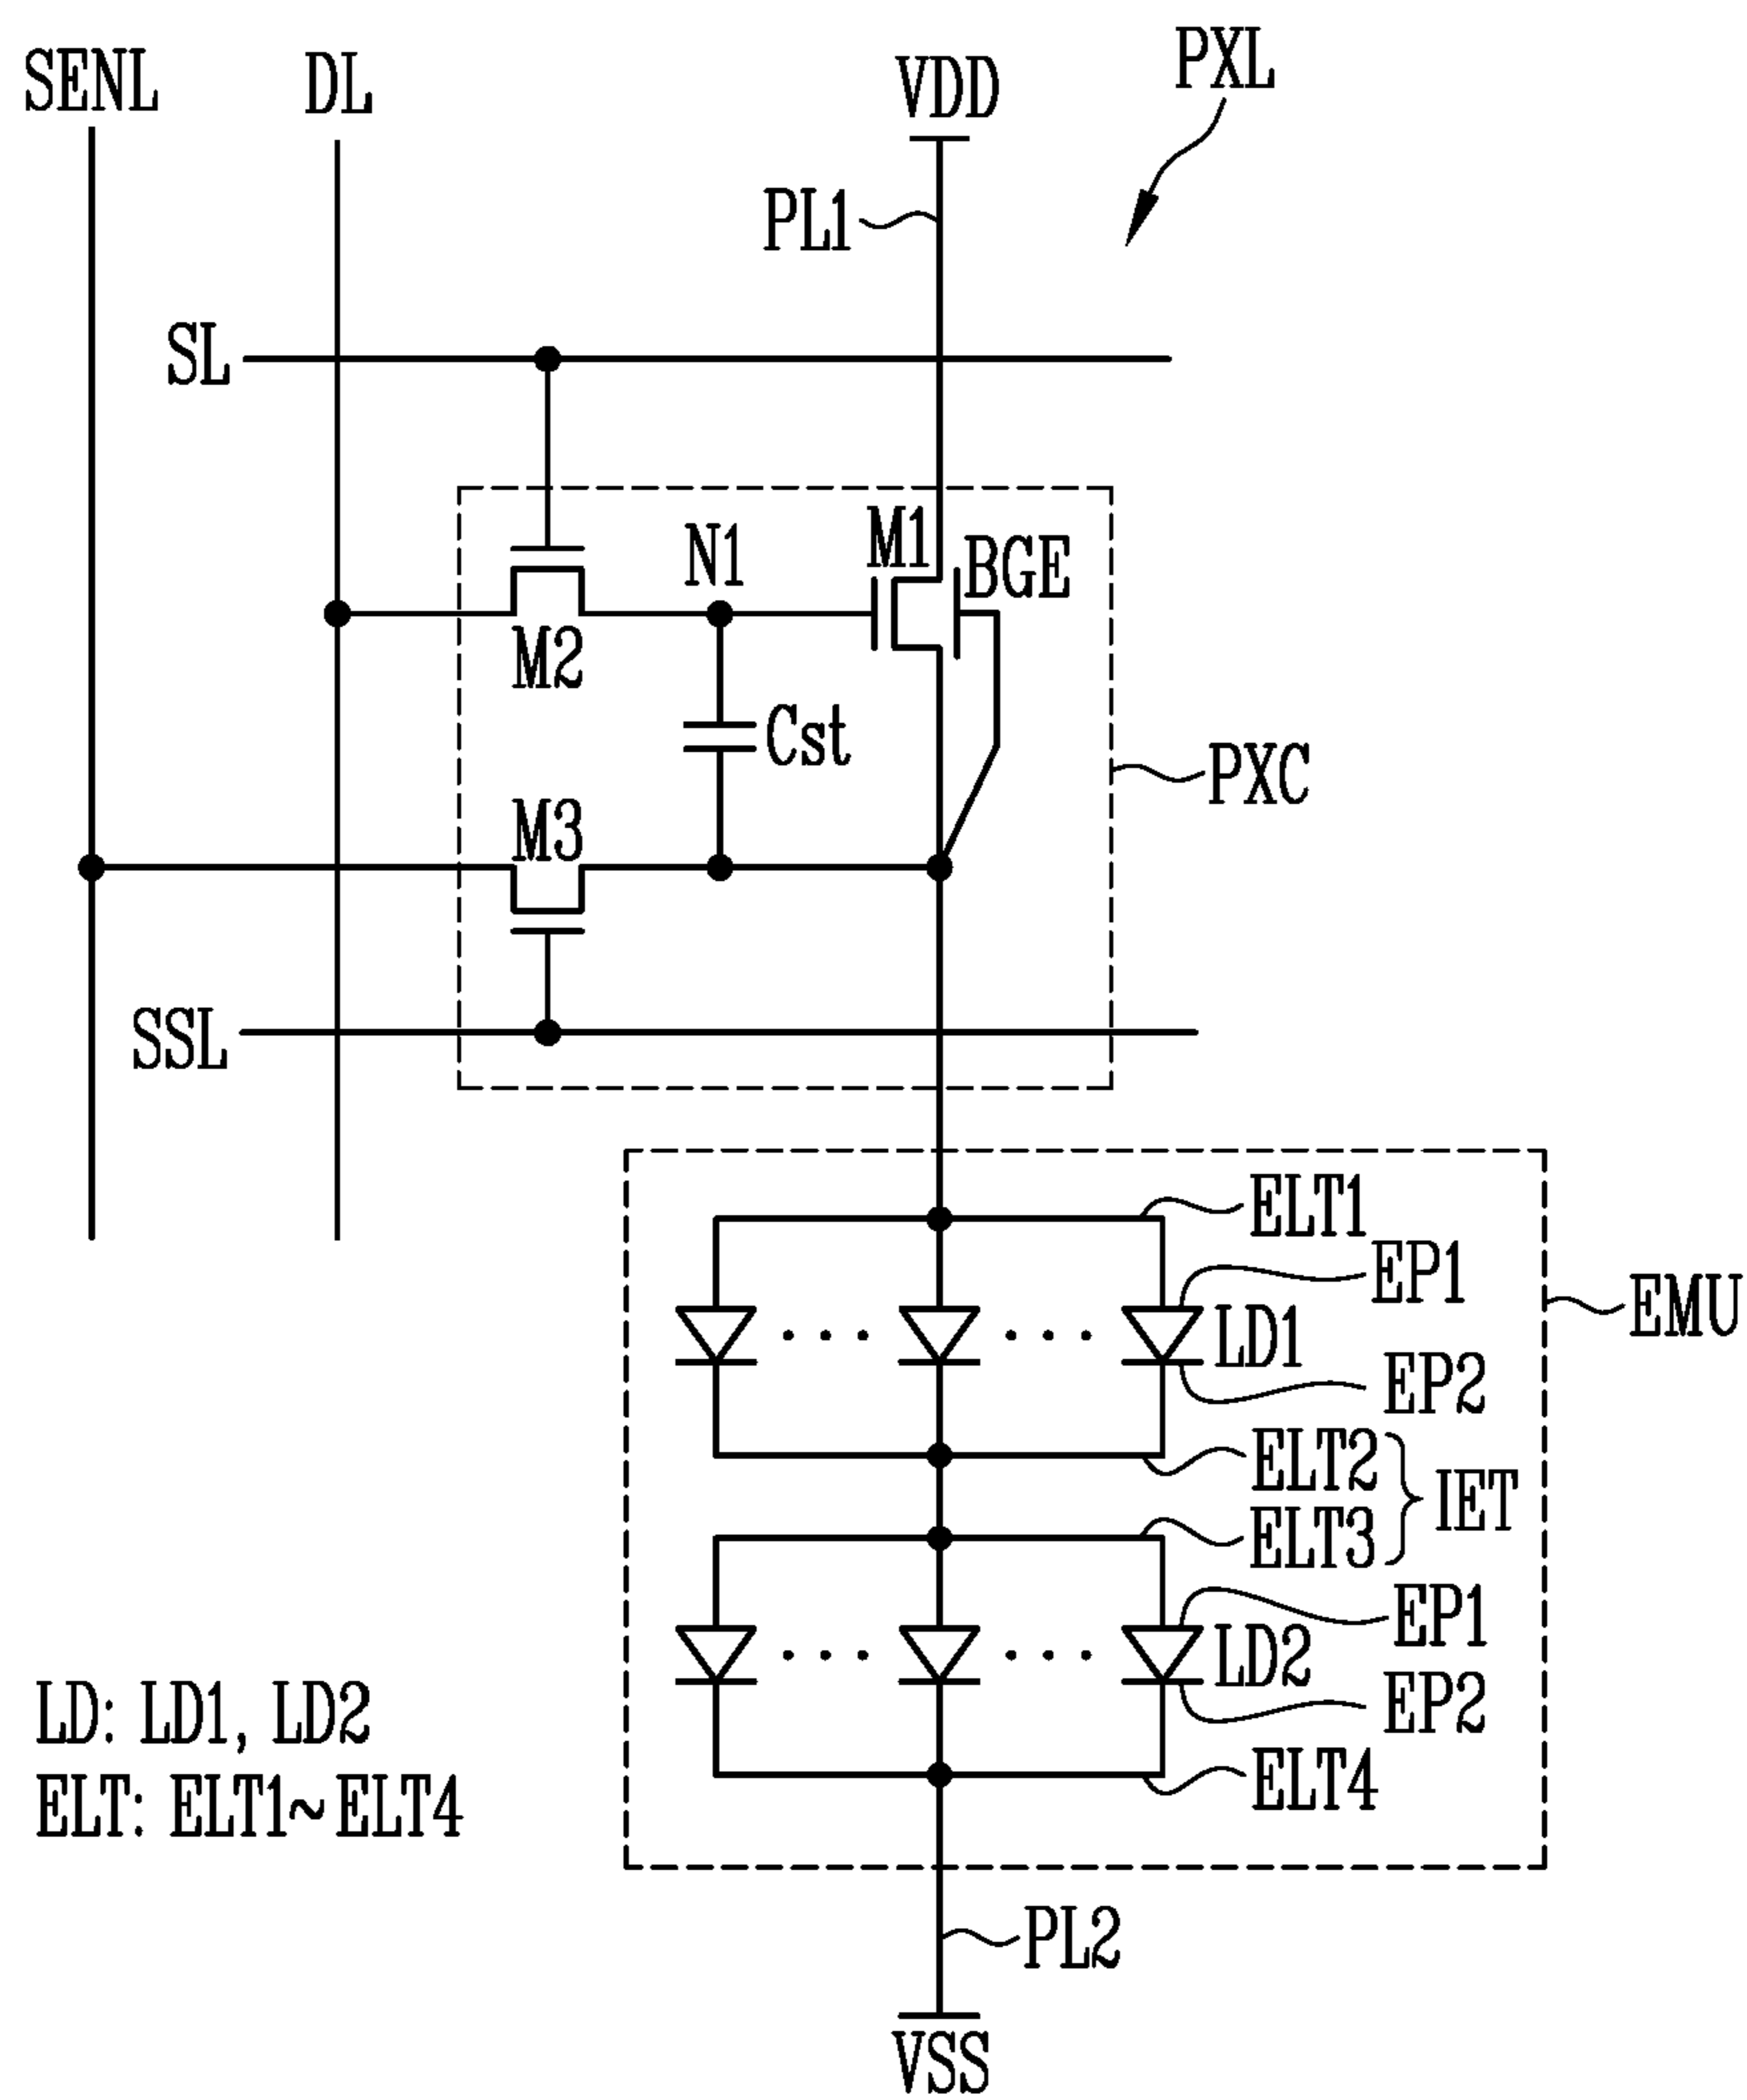 PXL
SENL
DL
VDD
PL1
SL
M1
N1
BGE
M2
Cst
PXC
M3
SSL
ELT1
EP1
EMU
LD1
EP2
ELT2
IET
ELT3
EP1
LD2
EP2
LD: LD1, LD2
ELT4
ELT: ELT1~ELT4
PL2
VSS